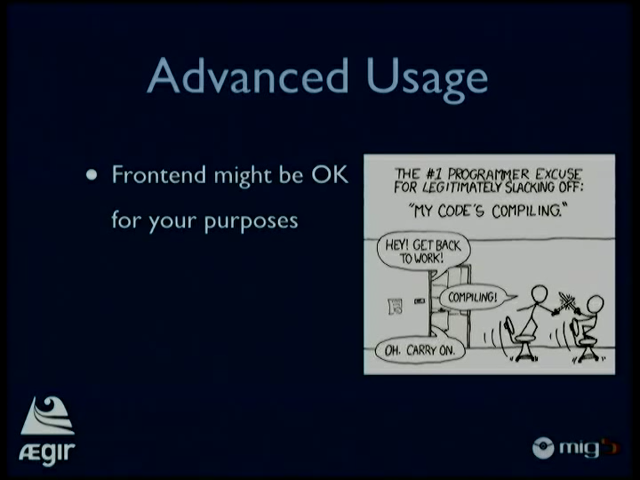 Advanced Usage
• Frontend might be OK
for your purposes
THE #1 PROGRAMMER EXCUSE
FOR LEGITIMATELY SLACKING OFF:
"MY CODE'S COMPILING."
HEY! GET BACK
TO WORK!
COMPILING!
OH. CARRY ON.
ÆGIR
mig5